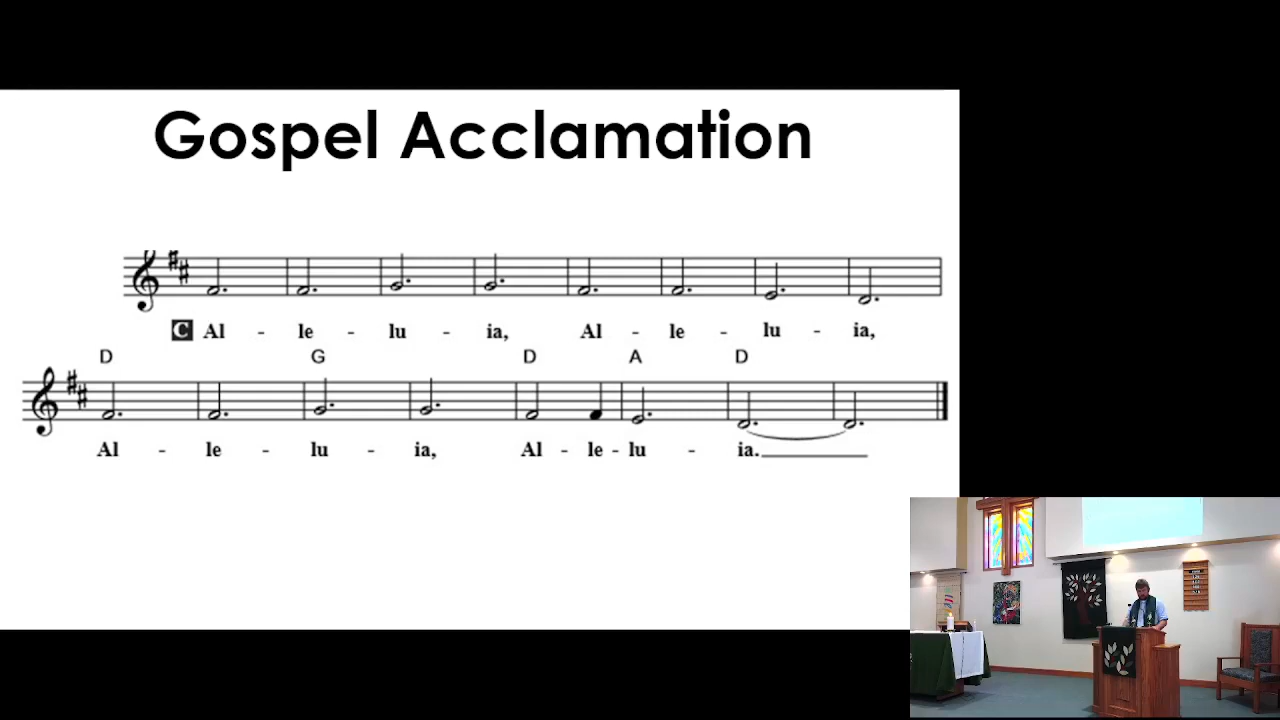 Gospel Acclamation
C Al - le - lu - ia, Al - le - lu - ia,
D G D A D
Al - le - lu - ia, Al - le - lu - ia.